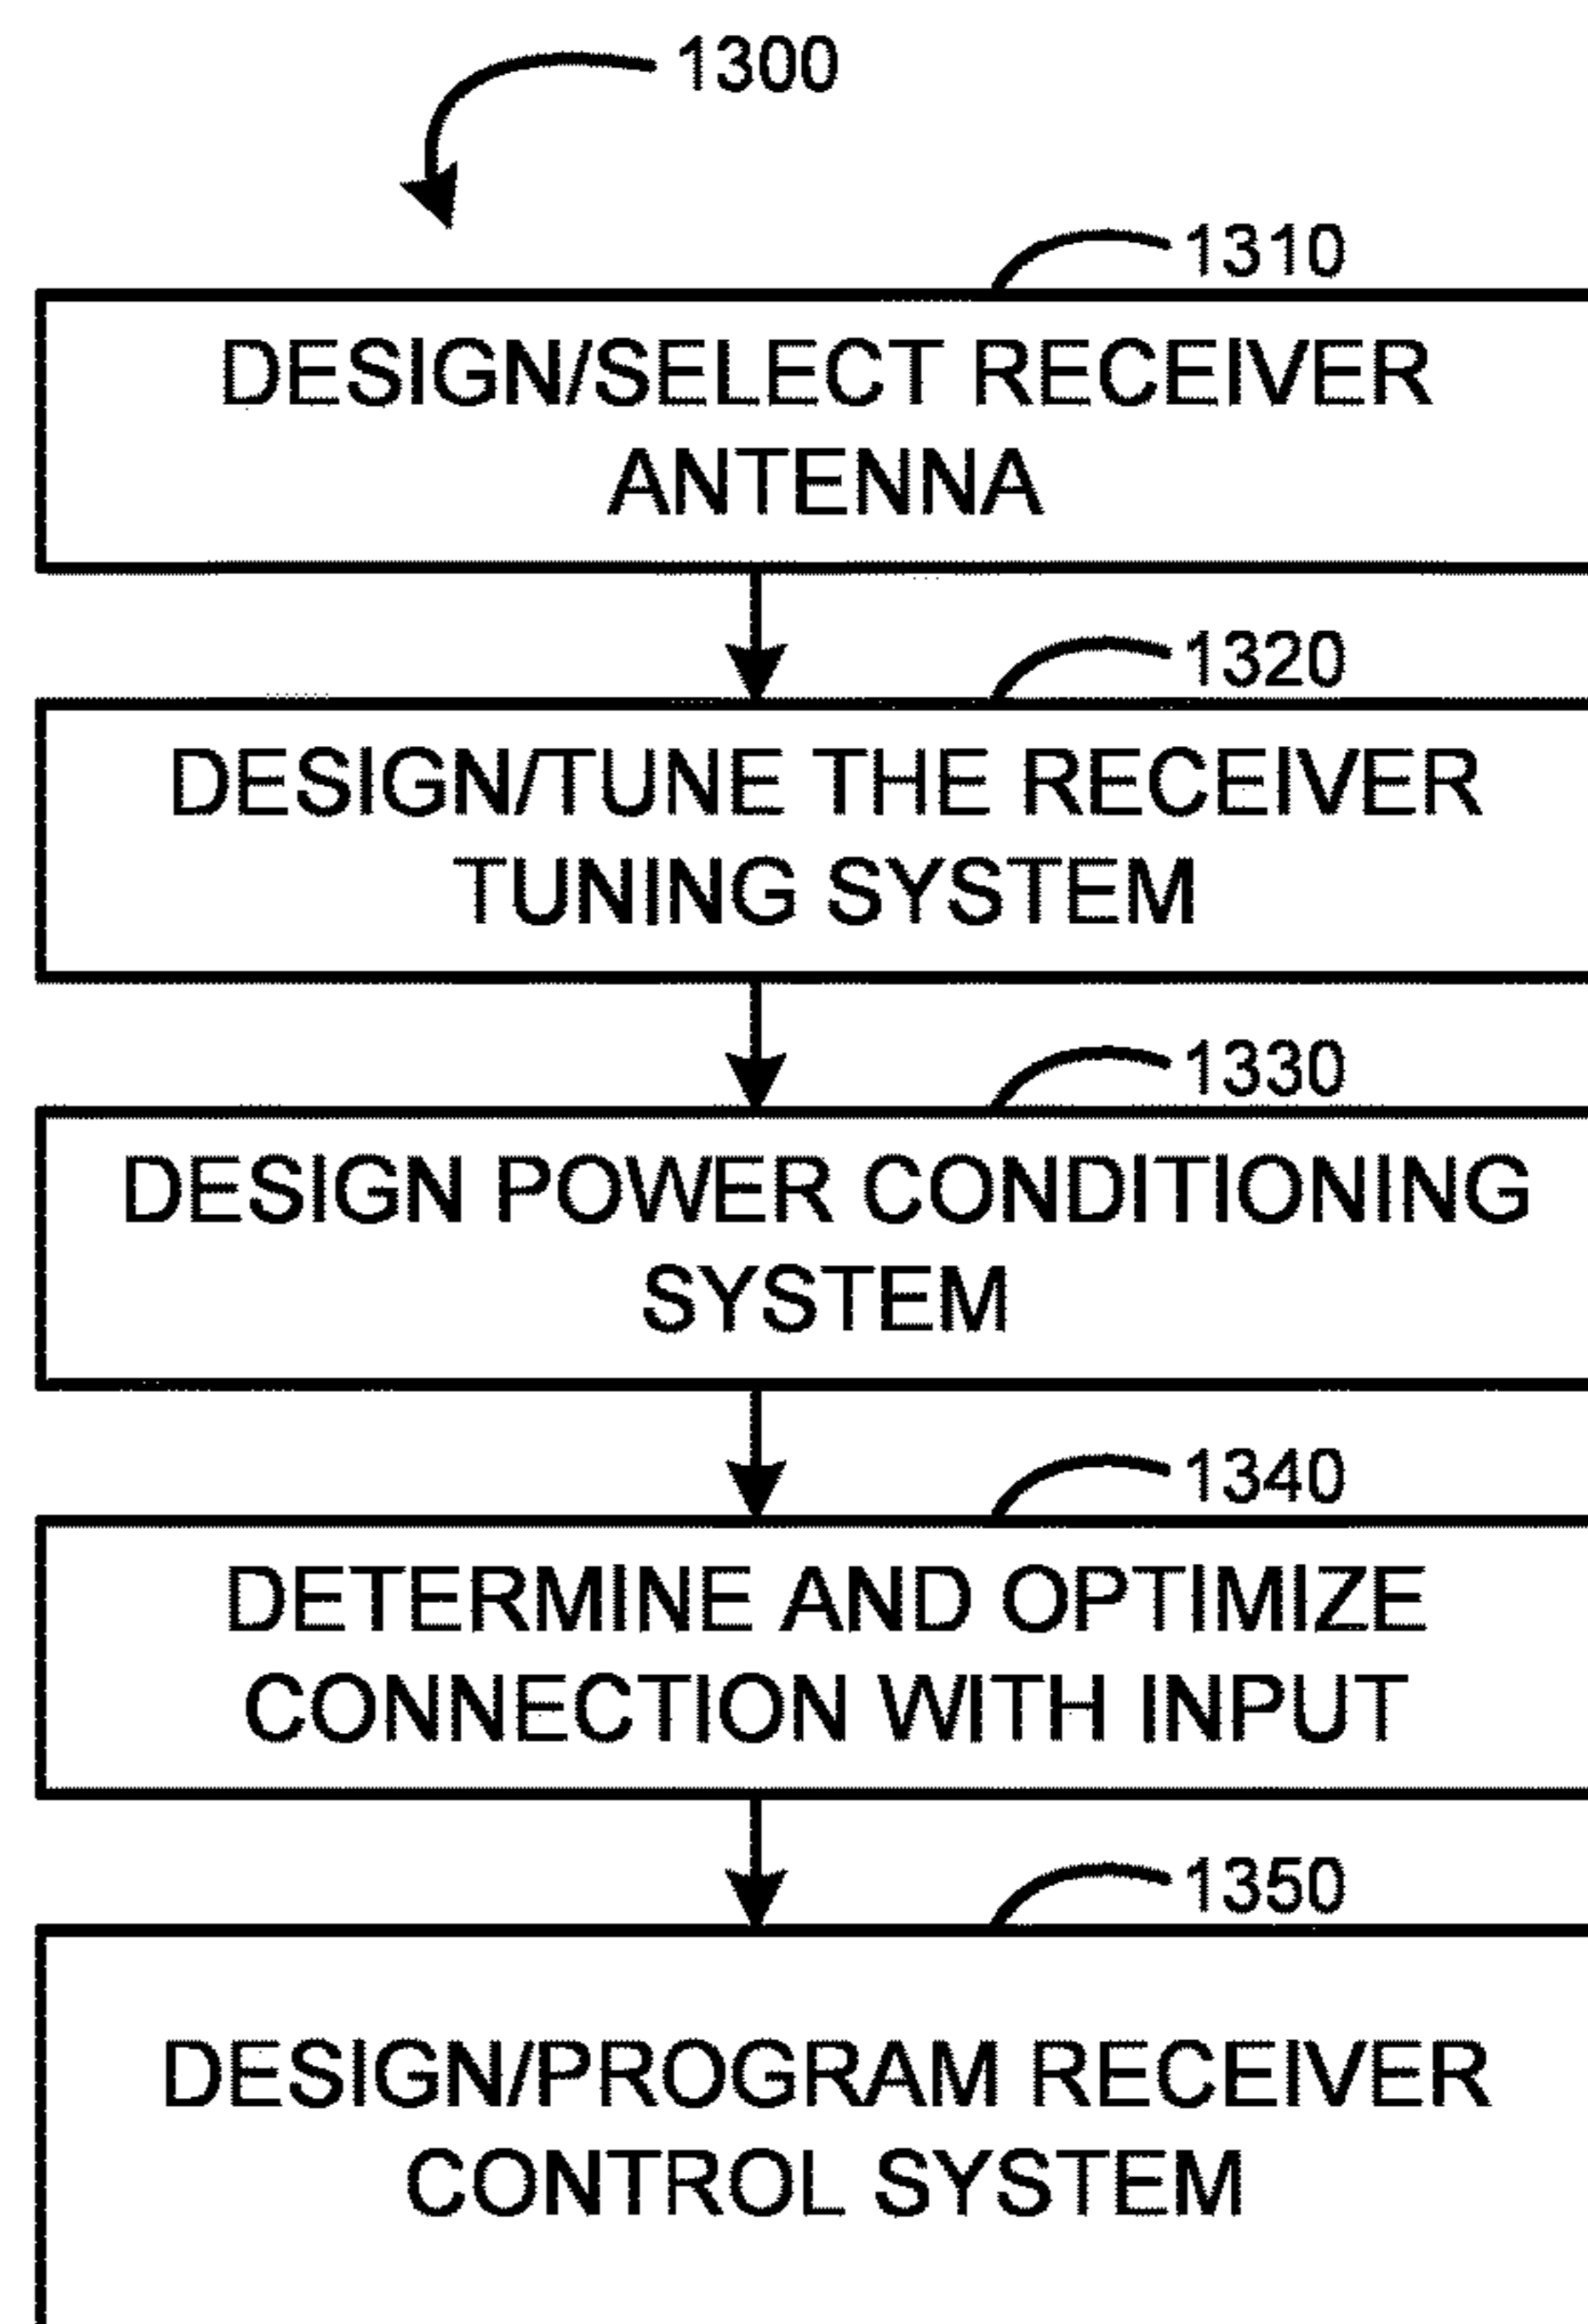 1300
1310
DESIGN/SELECT RECEIVER
ANTENNA
1320
DESIGN/TUNE THE RECEIVER
TUNING SYSTEM
1330
DESIGN POWER CONDITIONING
SYSTEM
1340
DETERMINE AND OPTIMIZE
CONNECTION WITH INPUT
1350
DESIGN/PROGRAM RECEIVER
CONTROL SYSTEM